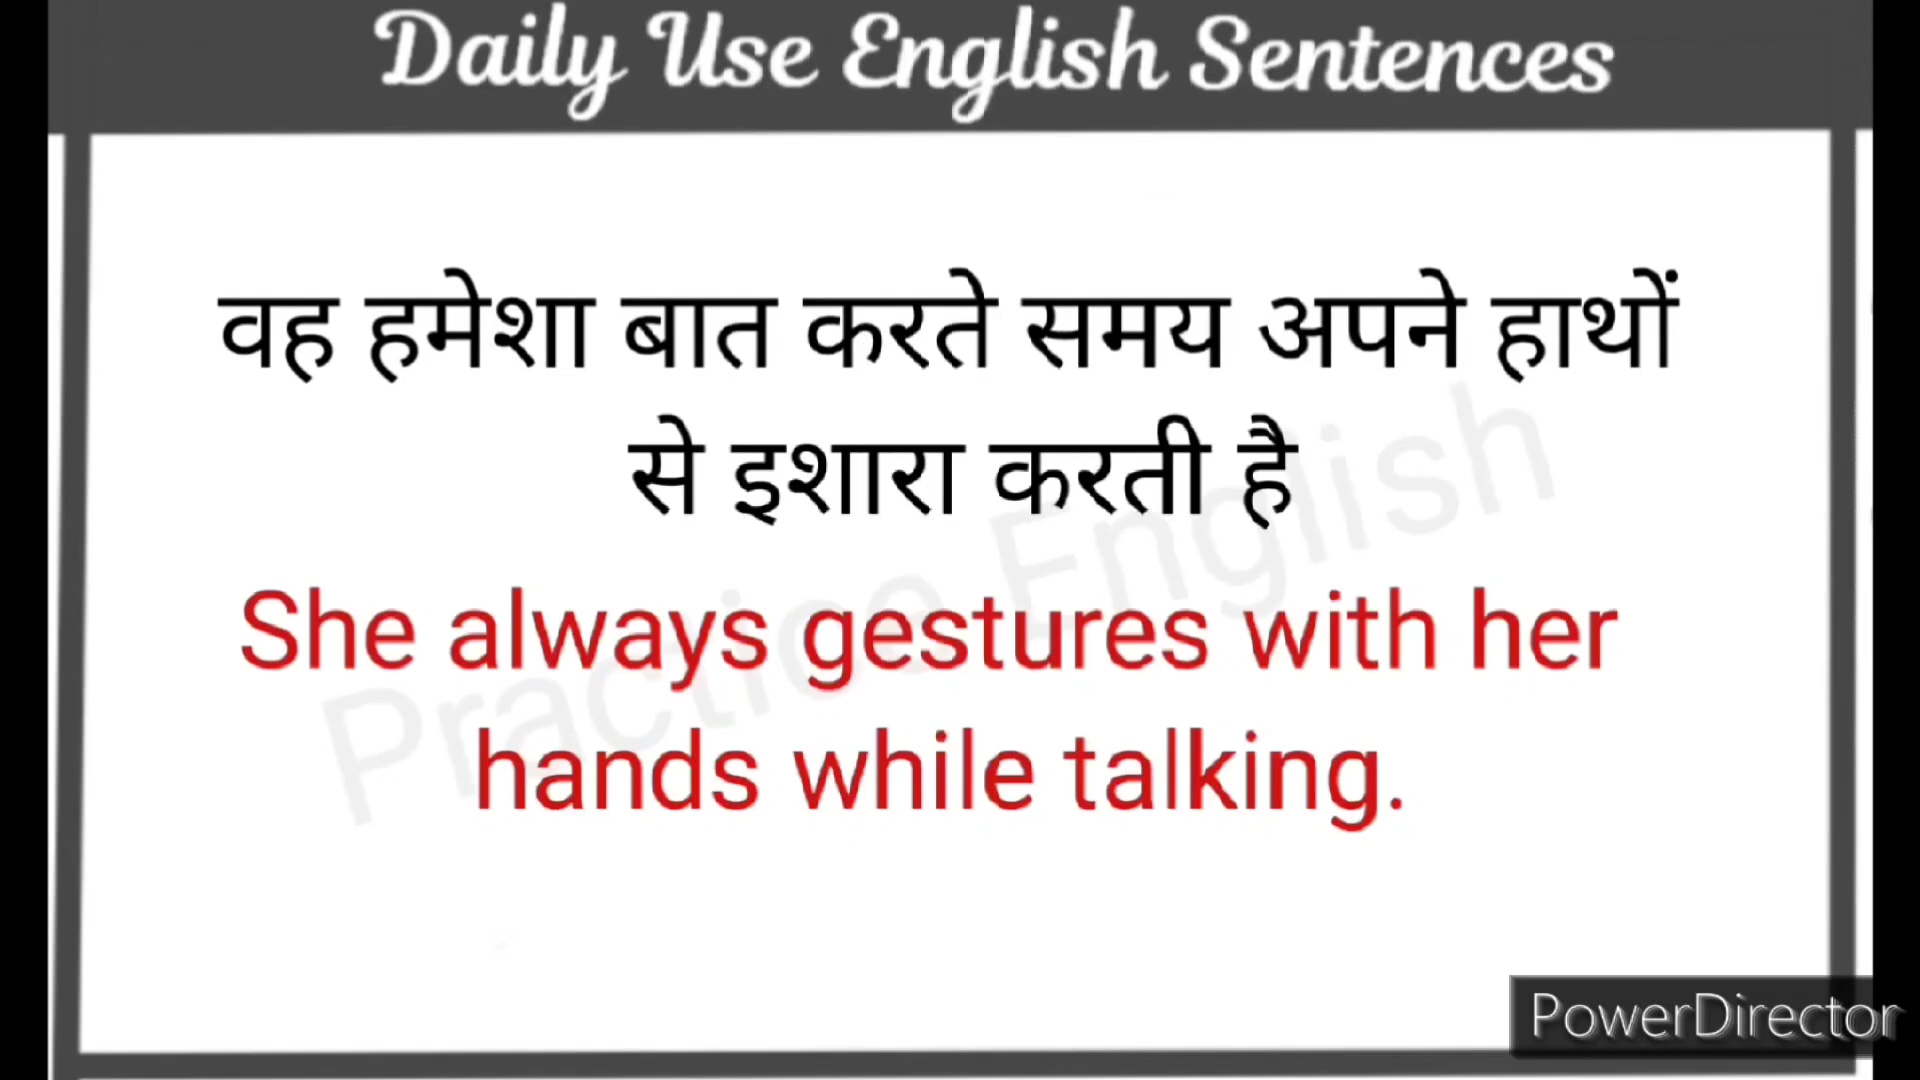 Daily Use English Sentences
वह हमेशा बात करते समय अपने हाथों
से इशारा करती है
She always gestures with her
hands while talking.
Practice English
PowerDirector